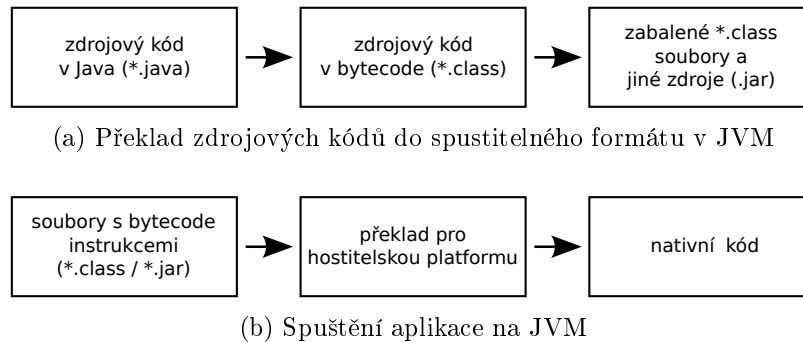 zdrojový kód
v Java (*.java)
zdrojový kód
v bytecode (*.class)
zabalené *.class
soubory a
jiné zdroje (.jar)
(a) Překlad zdrojových kódů do spustitelného formátu v JVM
soubory s bytecode
instrukcemi
(*.class / *.jar)
překlad pro
hostitelskou platformu
nativní kód
(b) Spuštění aplikace na JVM